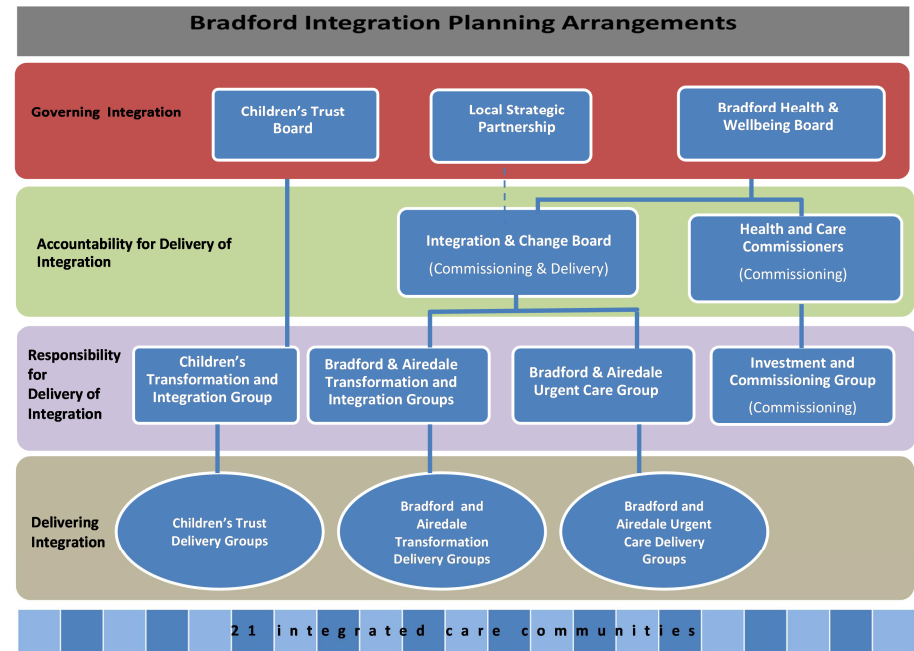 Bradford Integration Planning Arrangements
Governing Integration
Children's Trust
Board
Local Strategic
Partnership
Bradford Health &
Wellbeing Board
Accountability for Delivery of
Integration
Integration & Change Board
(Commissioning & Delivery)
Health and Care
Commissioners
(Commissioning)
Responsibility
for
Delivery of
Integration
Children's
Transformation and
Integration Group
Bradford & Airedale
Transformation and
Integration Groups
Bradford & Airedale
Urgent Care Group
Investment and
Commissioning Group
(Commissioning)
Delivering
Integration
Children's Trust
Delivery Groups
Bradford and
Airedale
Transformation
Delivery Groups
Bradford and
Airedale Urgent
Care Delivery
Groups
21 integrated care communities